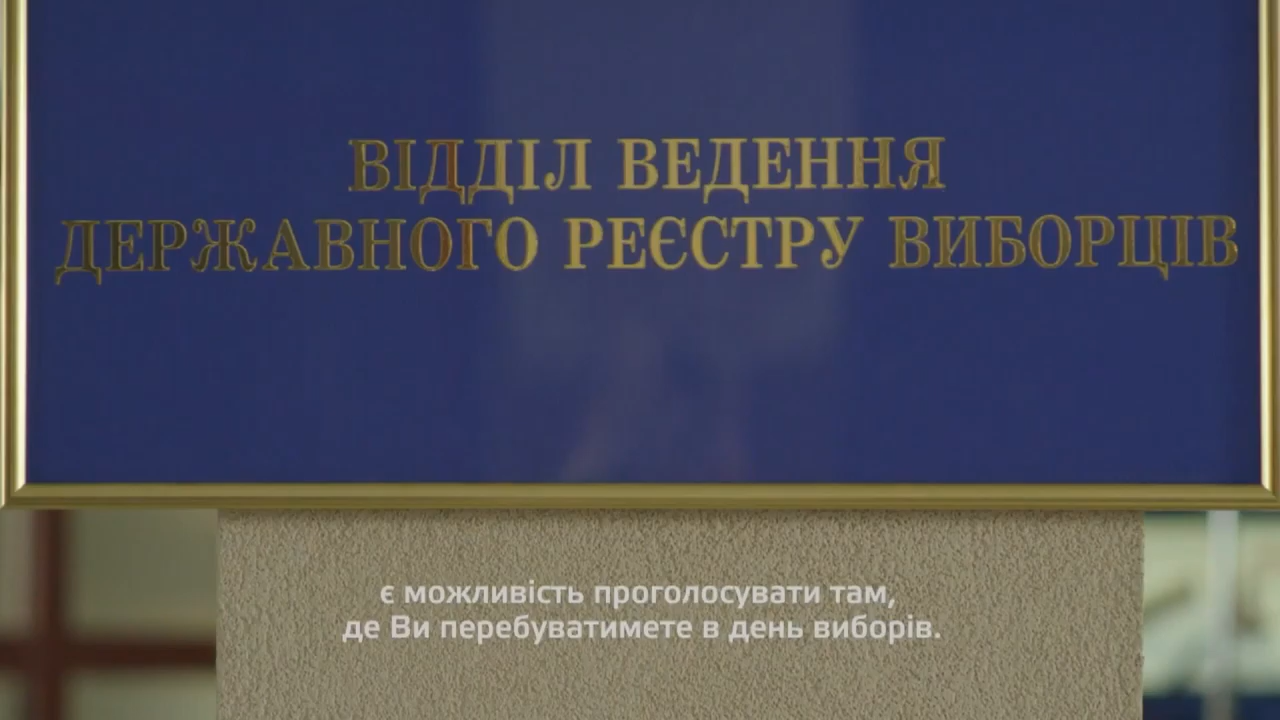 ВІДДІЛ ВЕДЕННЯ
ДЕРЖАВНОГО РЕЄСТРУ ВИБОРЦІВ
є можливість проголосувати там,
де Ви перебуватимете в день виборів.